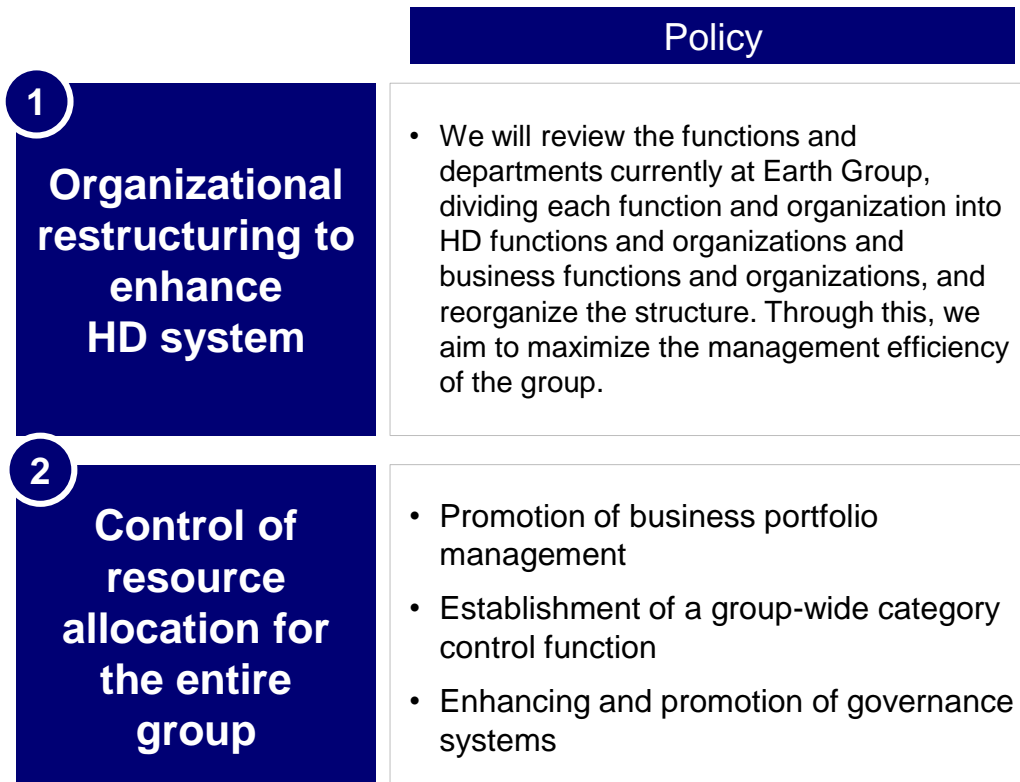 Policy
1
Organizational
restructuring to
enhance
HD system
• We will review the functions and
departments currently at Earth Group,
dividing each function and organization into
HD functions and organizations and
business functions and organizations, and
reorganize the structure. Through this, we
aim to maximize the management efficiency
of the group.
2
Control of
resource
allocation for
the entire
group
• Promotion of business portfolio
management
• Establishment of a group-wide category
control function
• Enhancing and promotion of governance
systems